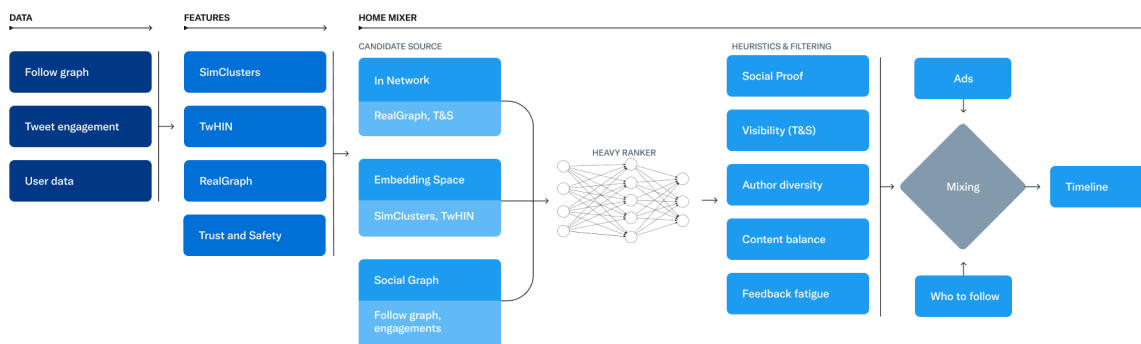 DATA
FEATURES
HOME MIXER
Follow graph
Tweet engagement
User data
SimClusters
TwHIN
RealGraph
Trust and Safety
CANDIDATE SOURCE
In Network
RealGraph, T&S
Embedding Space
SimClusters, TwHIN
Social Graph
Follow graph,
engagements
HEAVY RANKER
HEURISTICS & FILTERING
Social Proof
Visibility (T&S)
Author diversity
Content balance
Feedback fatigue
Ads
Mixing
Who to follow
Timeline